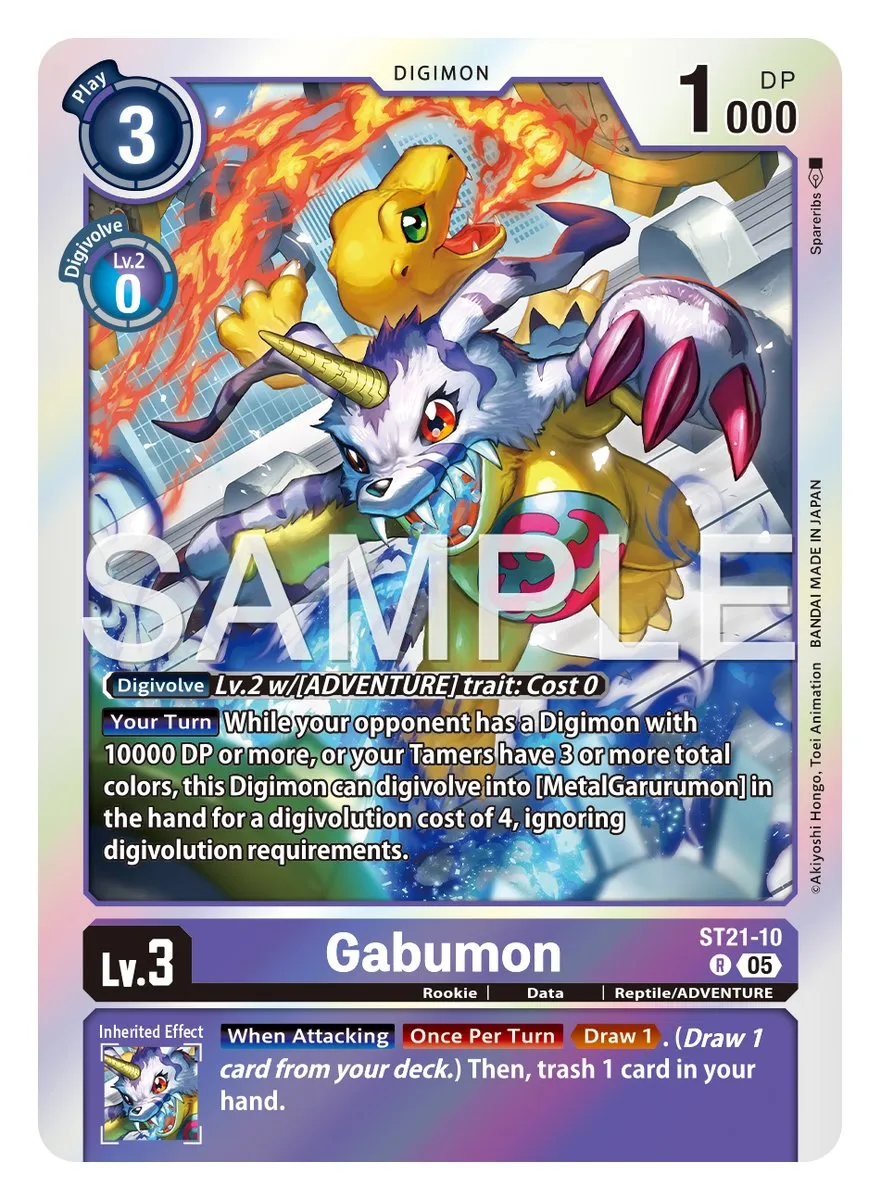 DIGIMON
Play
3
DP
1000
Digivolve
Lv.2
0
Spareribs
SAMPLE
Digivolve Lv.2 w/[ADVENTURE] trait: Cost 0
Your Turn While your opponent has a Digimon with
10000 DP or more, or your Tamers have 3 or more total
colors, this Digimon can digivolve into [MetalGarurumon] in
the hand for a digivolution cost of 4, ignoring
digivolution requirements.
©Akiyoshi Hongo, Toei Animation BANDAI MADE IN JAPAN
Lv.3
Gabumon
ST21-10
R 05
Rookie | Data | Reptile/ADVENTURE
Inherited Effect
When Attacking Once Per Turn Draw 1. (Draw 1
card from your deck.) Then, trash 1 card in your
hand.